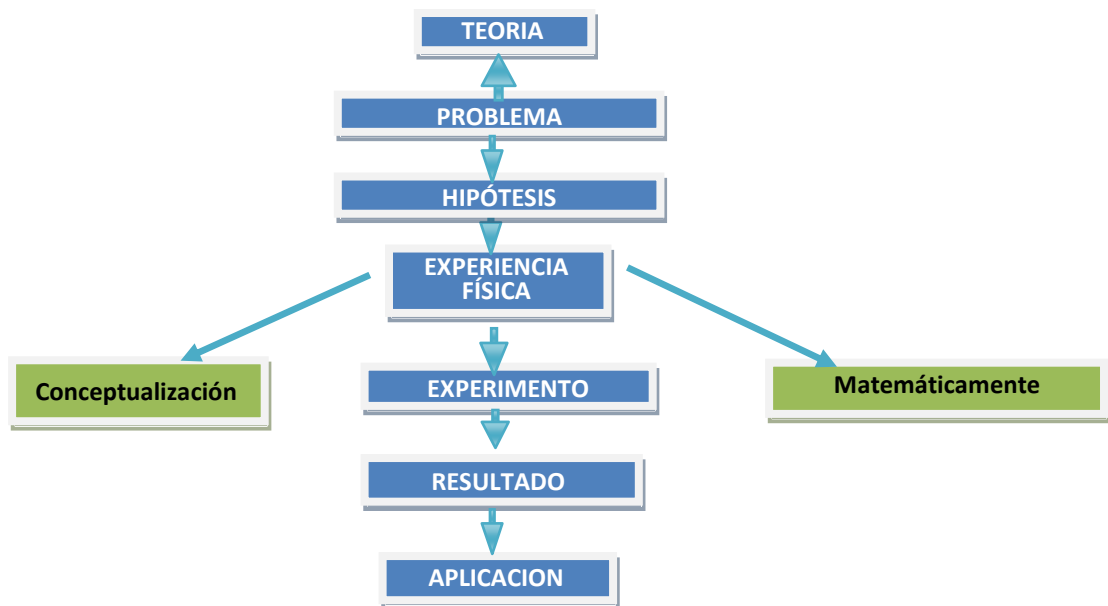 TEORIA
PROBLEMA
HIPÓTESIS
EXPERIENCIA
FÍSICA
Conceptualización
EXPERIMENTO
Matemáticamente
RESULTADO
APLICACION